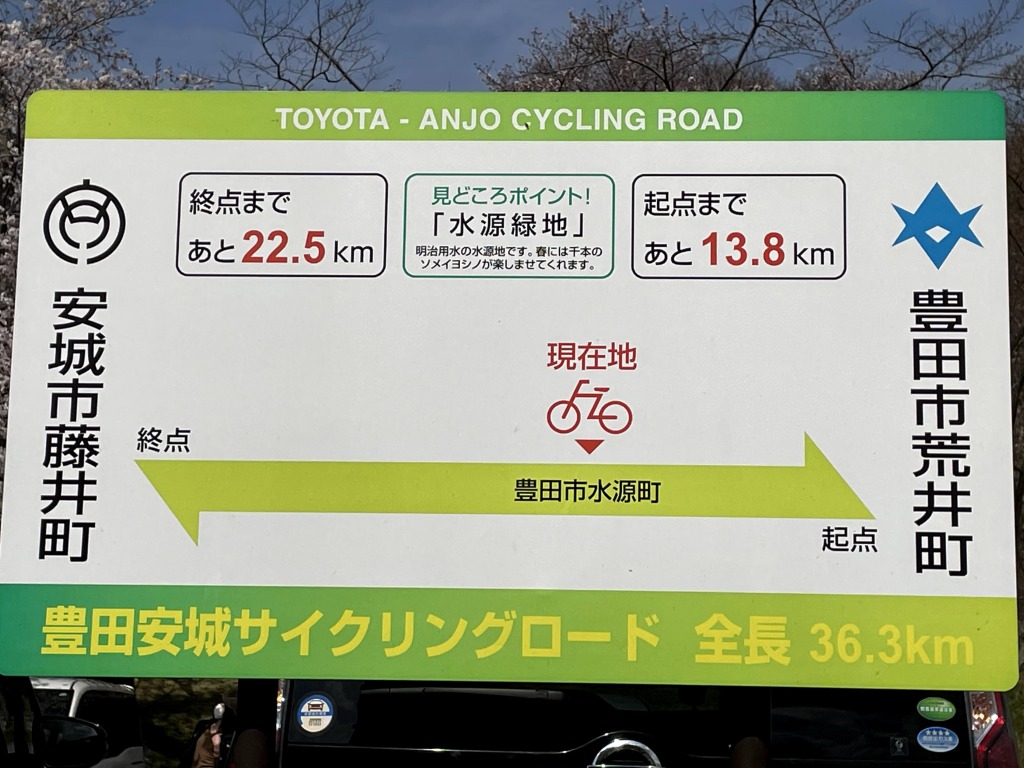 TOYOTA - ANJO CYCLING ROAD
終点まで
あと 22.5 km
見どころポイント!
「水源緑地」
明治用水の水源地です。春には千本の
ソメイヨシノが楽しませてくれます。
起点まで
あと 13.8 km
安城市藤井町
豊田市荒井町
現在地
終点
豊田市水源町
起点
豊田安城サイクリングロード 全長 36.3km